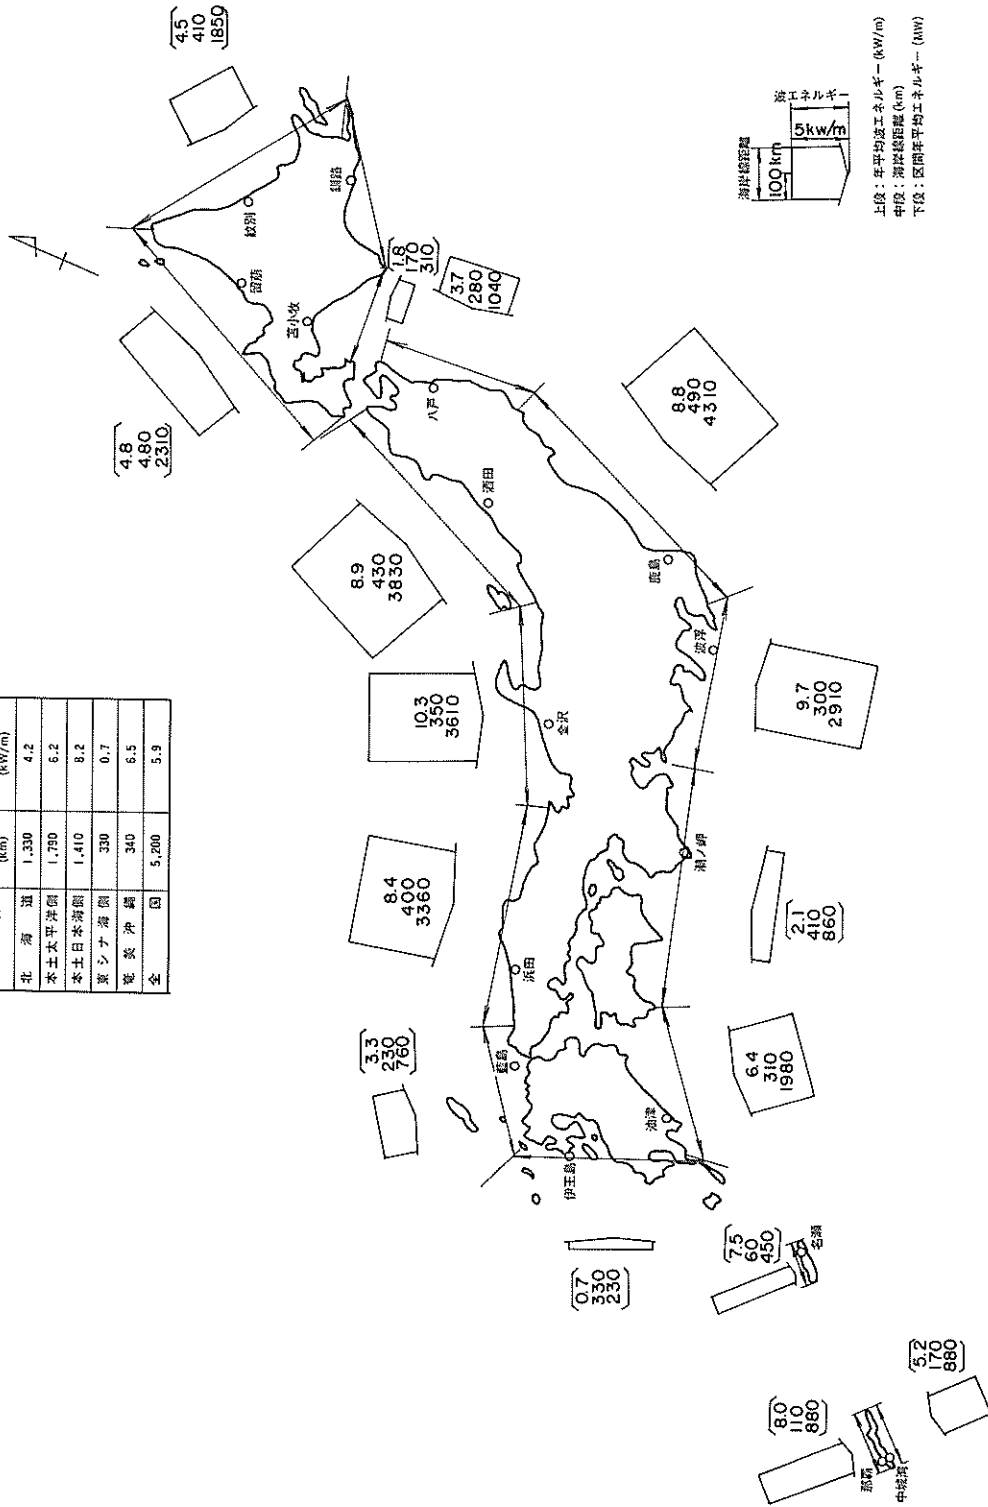 (km)
(kW/m)
北海道 1,330 4.2
本土太平洋側 1,790 6.2
本土日本海側 1,410 8.2
東シナ海側 330 0.7
奄美沖縄 340 6.5
全国 5,200 5.9
4.5
410
1850
紋別
釧路
留萌
苫小牧
1.8
170
310
3.7
280
1040
4.8
4.80
2310
八戸
酒田
8.8
490
4310
8.9
430
3830
鹿島
波浮
10.3
350
3610
金沢
9.7
300
2910
8.4
400
3360
浜田
潮ノ岬
2.1
410
860
3.3
230
760
藍島
6.4
310
1980
油津
伊王島
0.7
330
230
7.5
60
450
名瀬
8.0
110
880
那覇
中城湾
5.2
170
880
海岸線距離
100km
波エネルギー
5kw/m
上段:年平均波エネルギー(kW/m)
中段:海岸線距離(km)
下段:区間年平均エネルギー(MW)